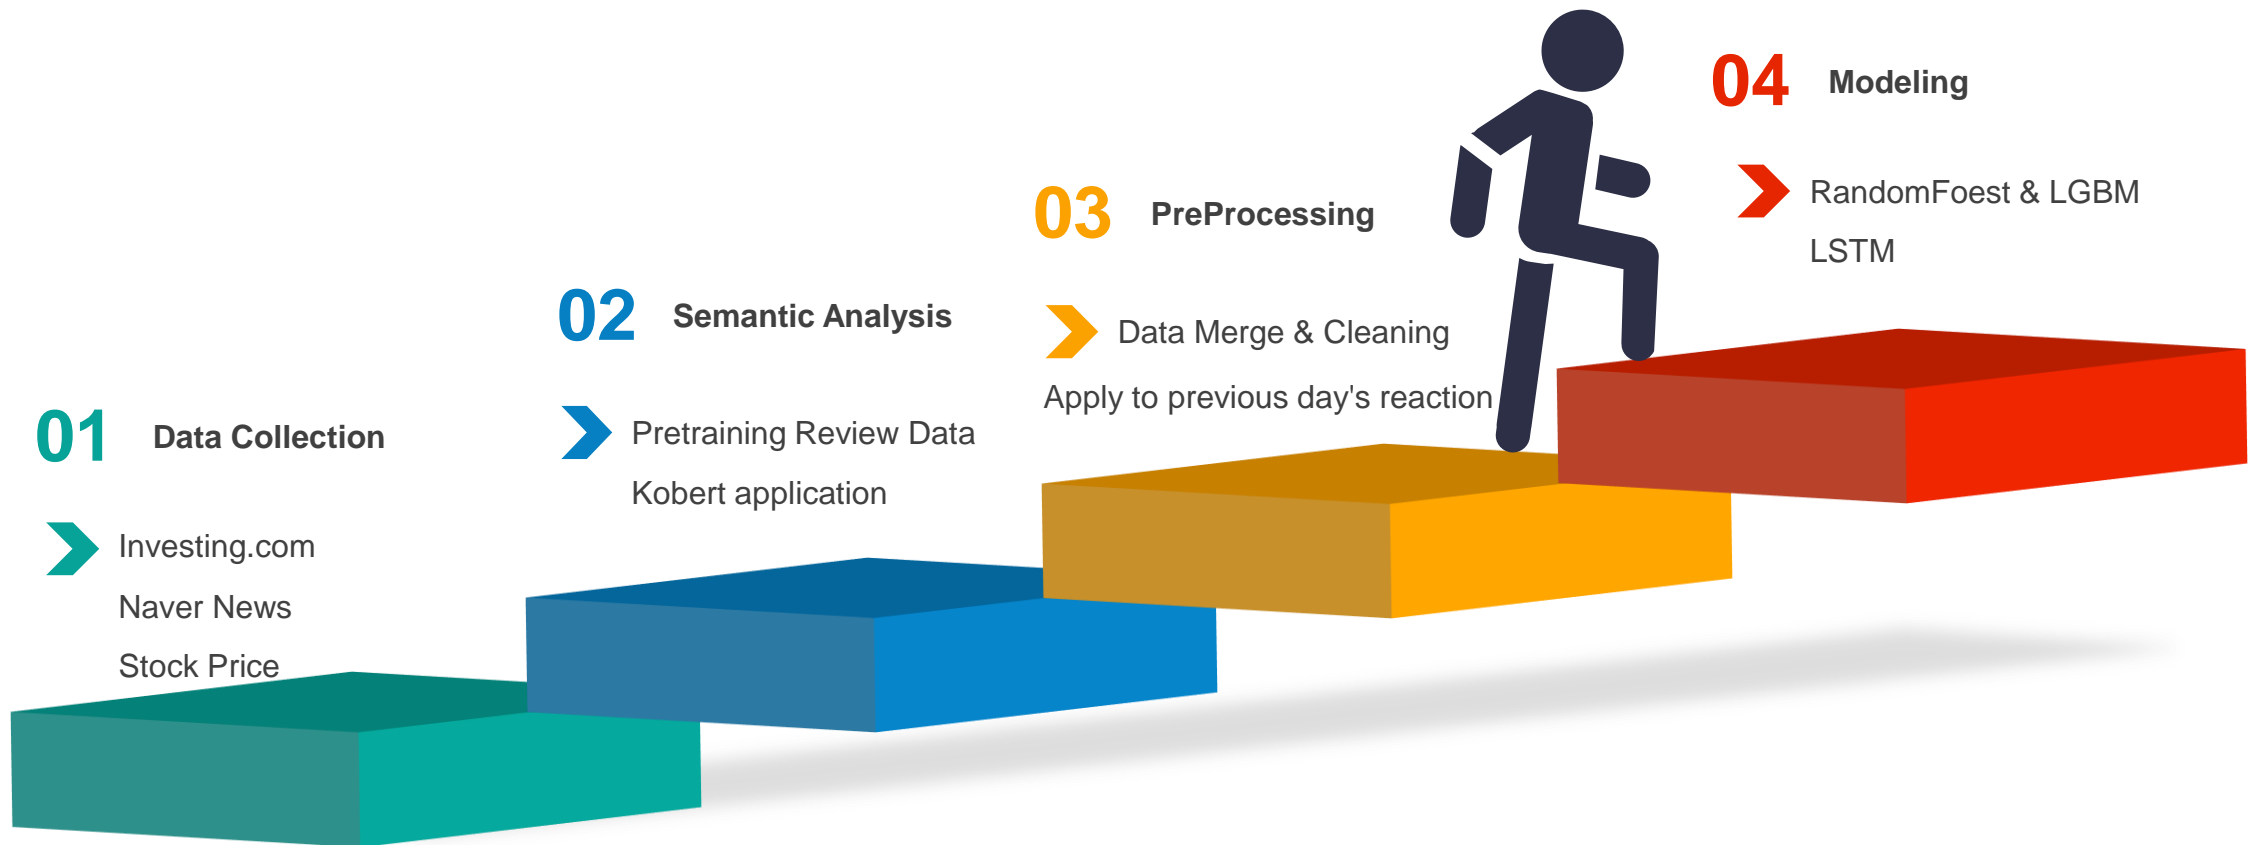 01 Data Collection
Investing.com
Naver News
Stock Price
02 Semantic Analysis
Pretraining Review Data
Kobert application
03 PreProcessing
Data Merge & Cleaning
Apply to previous day's reaction
04 Modeling
RandomFoest & LGBM
LSTM